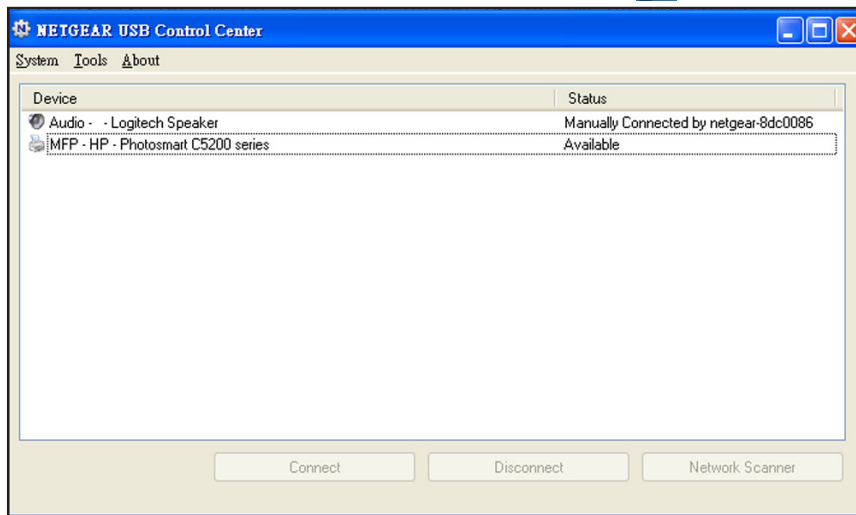 NETGEAR USB Control Center
System Tools About
Device Status
Audio - - Logitech Speaker Manually Connected by netgear-8dc0086
MFP - HP - Photosmart C5200 series Available
Connect Disconnect Network Scanner